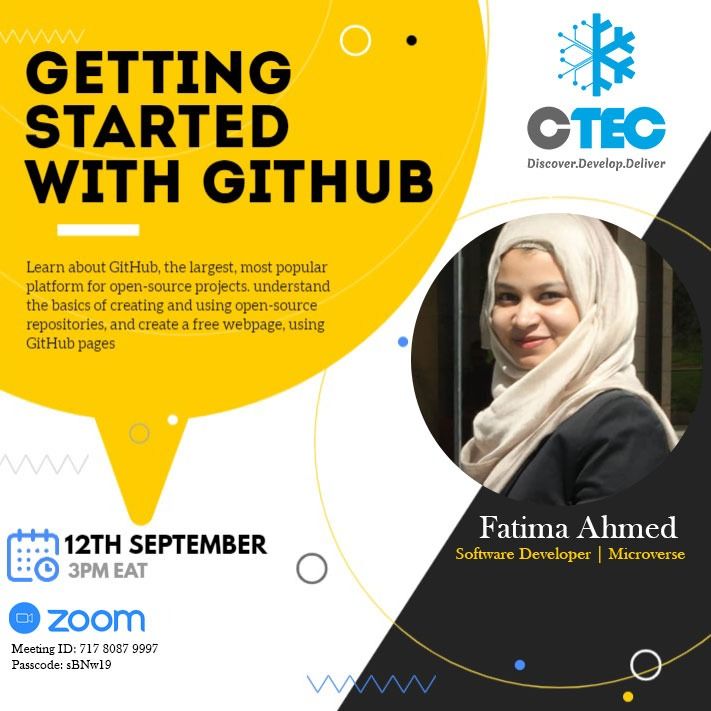 GETTING
STARTED
WITH GITHUB
Learn about GitHub, the largest, most popular
platform for open-source projects. understand
the basics of creating and using open-source
repositories, and create a free webpage, using
GitHub pages
CTEC
Discover.Develop.Deliver
Fatima Ahmed
Software Developer | Microverse
12TH SEPTEMBER
3PM EAT
zoom
Meeting ID: 717 8087 9997
Passcode: sBNw19